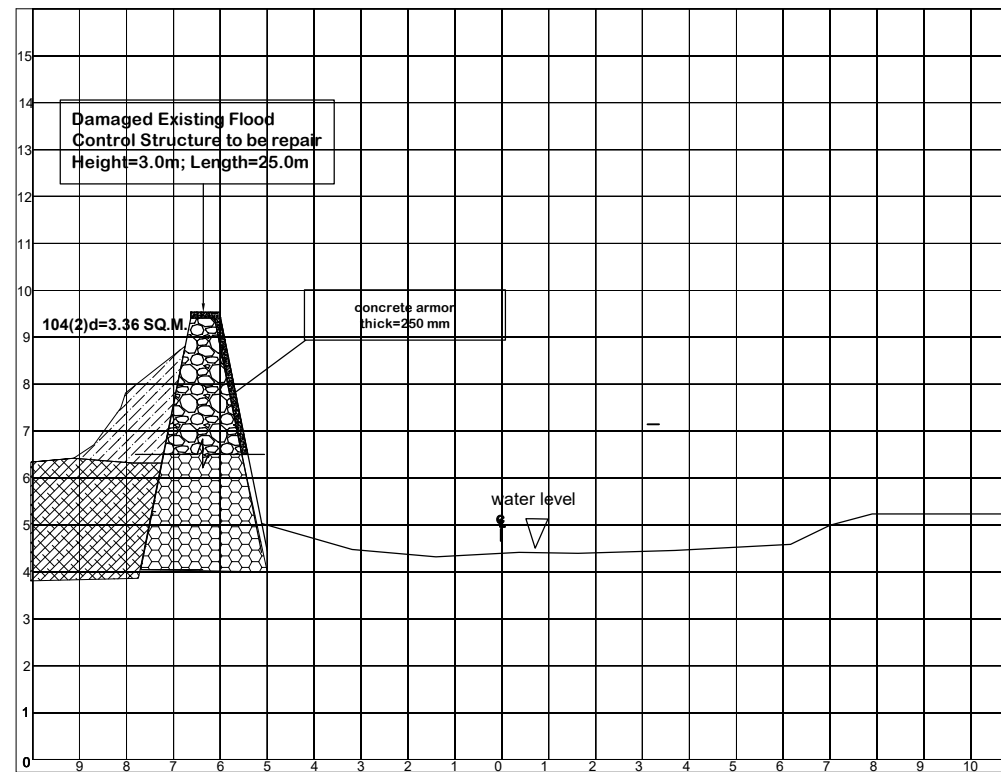 15
14
Damaged Existing Flood
Control Structure to be repair
Height=3.0m; Length=25.0m
13
12
11
10
concrete armor
thick=250 mm
104(2)d=3.36 SQ.M.
9
8
7
6
water level
5
4
3
2
1
0
9 8 7 6 5 4 3 2 1 0 1 2 3 4 5 6 7 8 9 10